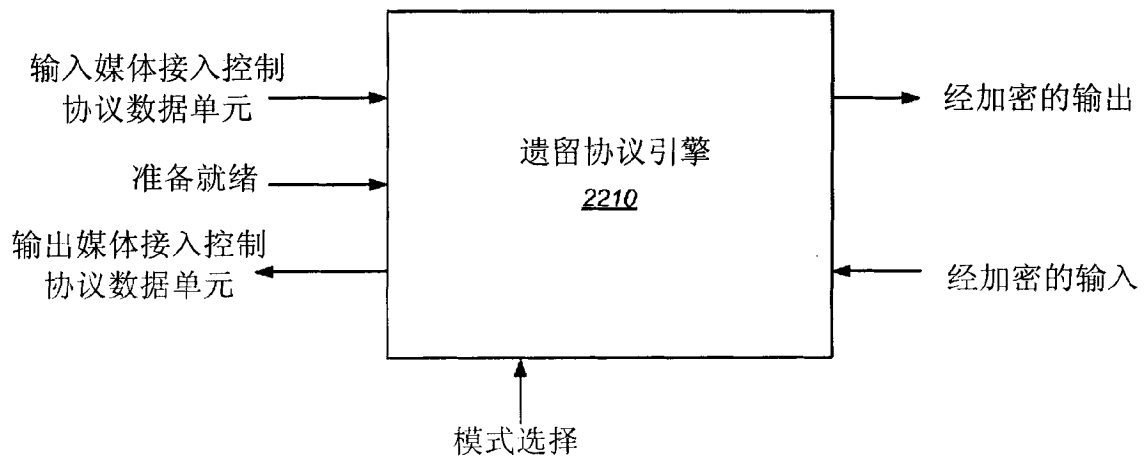 输入媒体接入控制
协议数据单元
准备就绪
输出媒体接入控制
协议数据单元
遗留协议引擎
2210
经加密的输出
经加密的输入
模式选择